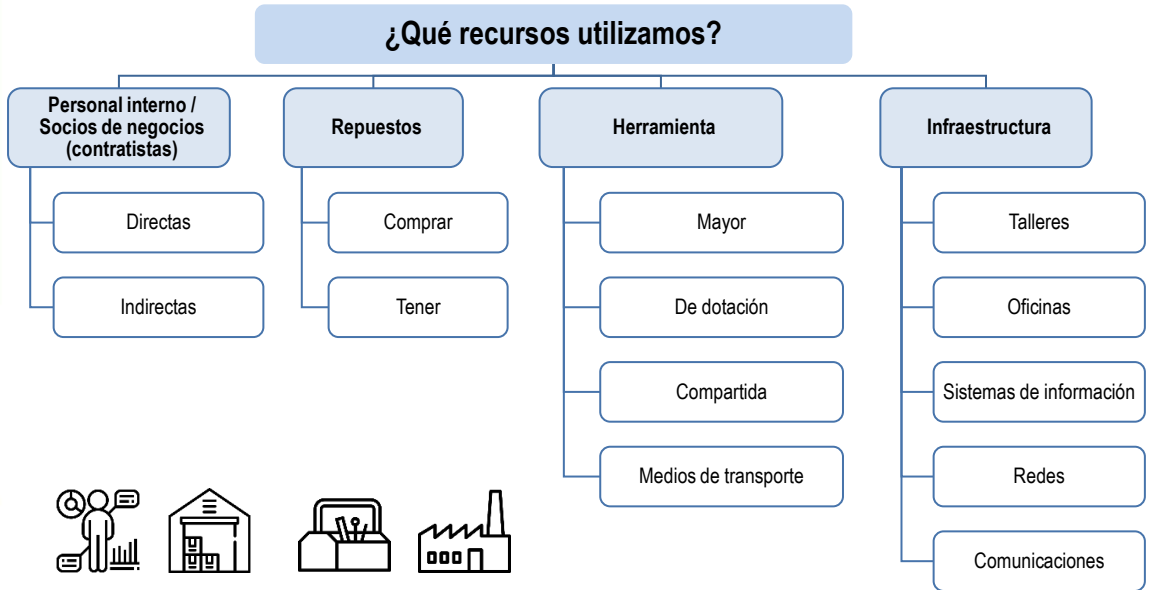 ¿Qué recursos utilizamos?
Personal interno /
Socios de negocios
(contratistas)
Directas
Indirectas
Repuestos
Comprar
Tener
Herramienta
Mayor
De dotación
Compartida
Medios de transporte
Infraestructura
Talleres
Oficinas
Sistemas de información
Redes
Comunicaciones